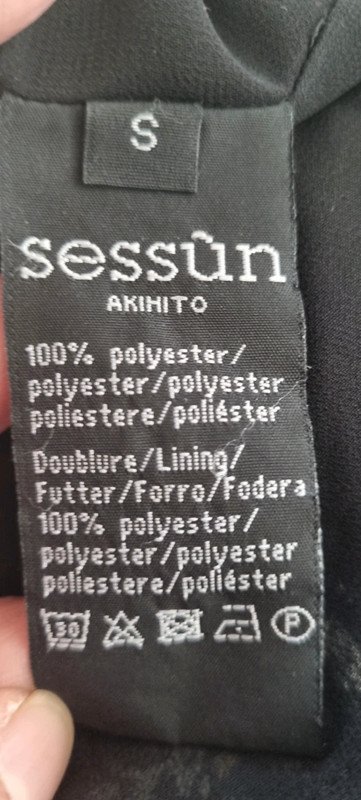 S
sessùn
AKIHITO
100% polyester/
polyester/polyester
poliestere/poliéster
Doublure/Lining/
Futter/Forro/Fodera
100% polyester/
polyester/polyester
poliestere/poliéster
30 P